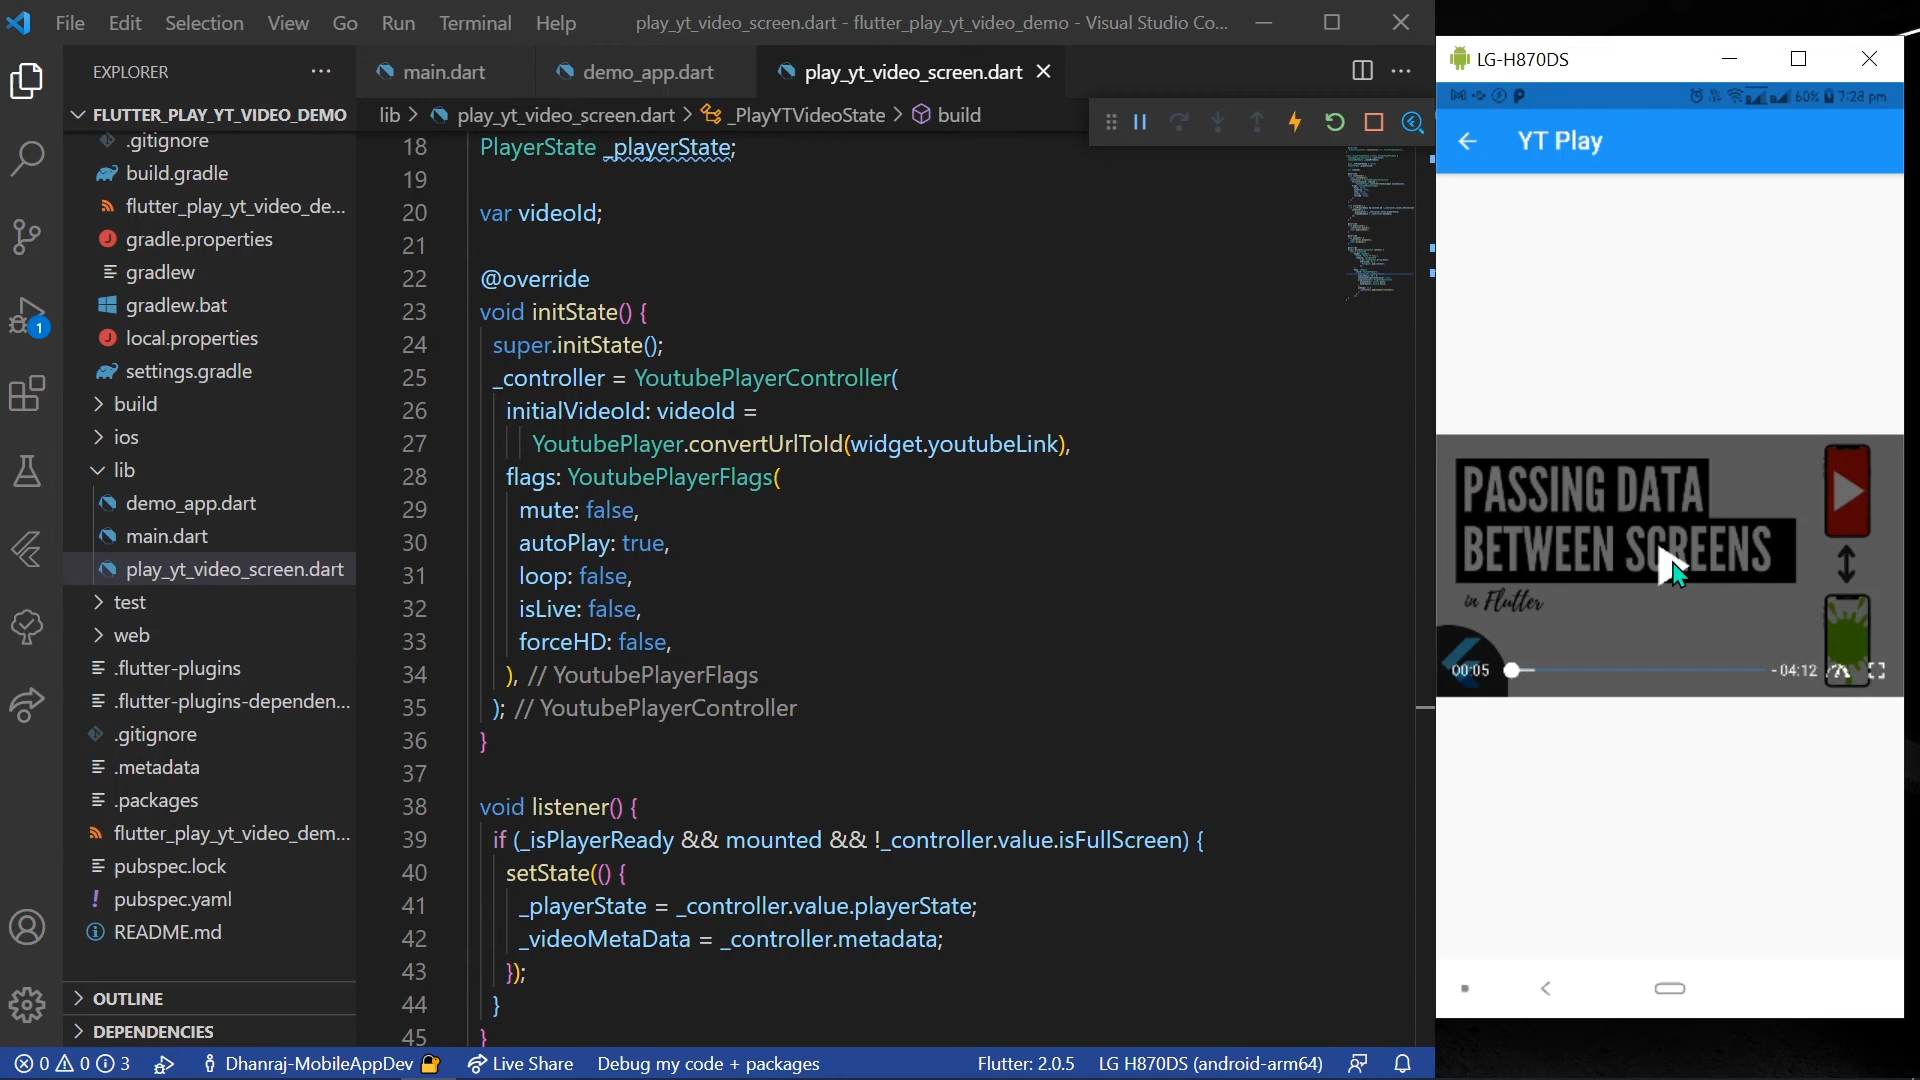 File Edit Selection View Go Run Terminal Help play_yt_video_screen.dart - flutter_play_yt_video_demo - Visual Studio Co...
EXPLORER
FLUTTER_PLAY_YT_VIDEO_DEMO
.gitignore
build.gradle
flutter_play_yt_video_de...
gradle.properties
gradlew
gradlew.bat
local.properties
settings.gradle
build
ios
lib
demo_app.dart
main.dart
play_yt_video_screen.dart
test
web
.flutter-plugins
.flutter-plugins-dependen...
.gitignore
.metadata
.packages
flutter_play_yt_video_dem...
pubspec.lock
pubspec.yaml
README.md
OUTLINE
DEPENDENCIES
main.dart demo_app.dart play_yt_video_screen.dart
lib > play_yt_video_screen.dart > _PlayYTVideoState > build
18 PlayerState _playerState;
19
20 var videoId;
21
22 @override
23 void initState() {
24 super.initState();
25 _controller = YoutubePlayerController(
26 initialVideoId: videoId =
27 YoutubePlayer.convertUrlToId(widget.youtubeLink),
28 flags: YoutubePlayerFlags(
29 mute: false,
30 autoPlay: true,
31 loop: false,
32 isLive: false,
33 forceHD: false,
34 ), // YoutubePlayerFlags
35 ); // YoutubePlayerController
36 }
37
38 void listener() {
39 if (_isPlayerReady && mounted && !_controller.value.isFullScreen) {
40 setState(() {
41 _playerState = _controller.value.playerState;
42 _videoMetaData = _controller.metadata;
43 });
44 }
45 }
1
0 0 3 Dhanraj-MobileAppDev Live Share Debug my code + packages Flutter: 2.0.5 LG H870DS (android-arm64)
LG-H870DS
60% 7:28 pm
YT Play
PASSING DATA
BETWEEN SCREENS
in Flutter
00:05 - 04:12